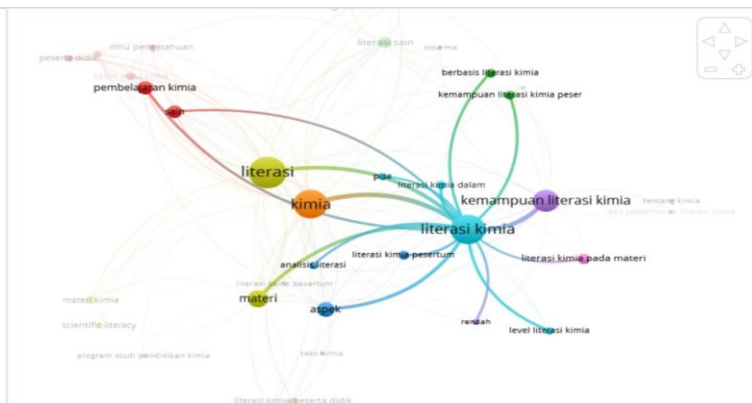 literasi sain
ilmu pengetahuan
peserta didik
berbasis literasi kimia
pembelajaran kimia
kemampuan literasi kimia peser
sain
literasi
pisa
literasi kimia dalam
kimia
kemampuan literasi kimia
tentang kimia
literasi kimia
literasi kimia pesertum
literasi kimia pada materi
analisis literasi
materi
materi kimia
aspek
rendah
scientific literacy
level literasi kimia
program studi pendidikan kimia
teks kimia
literasi kimia peserta didik